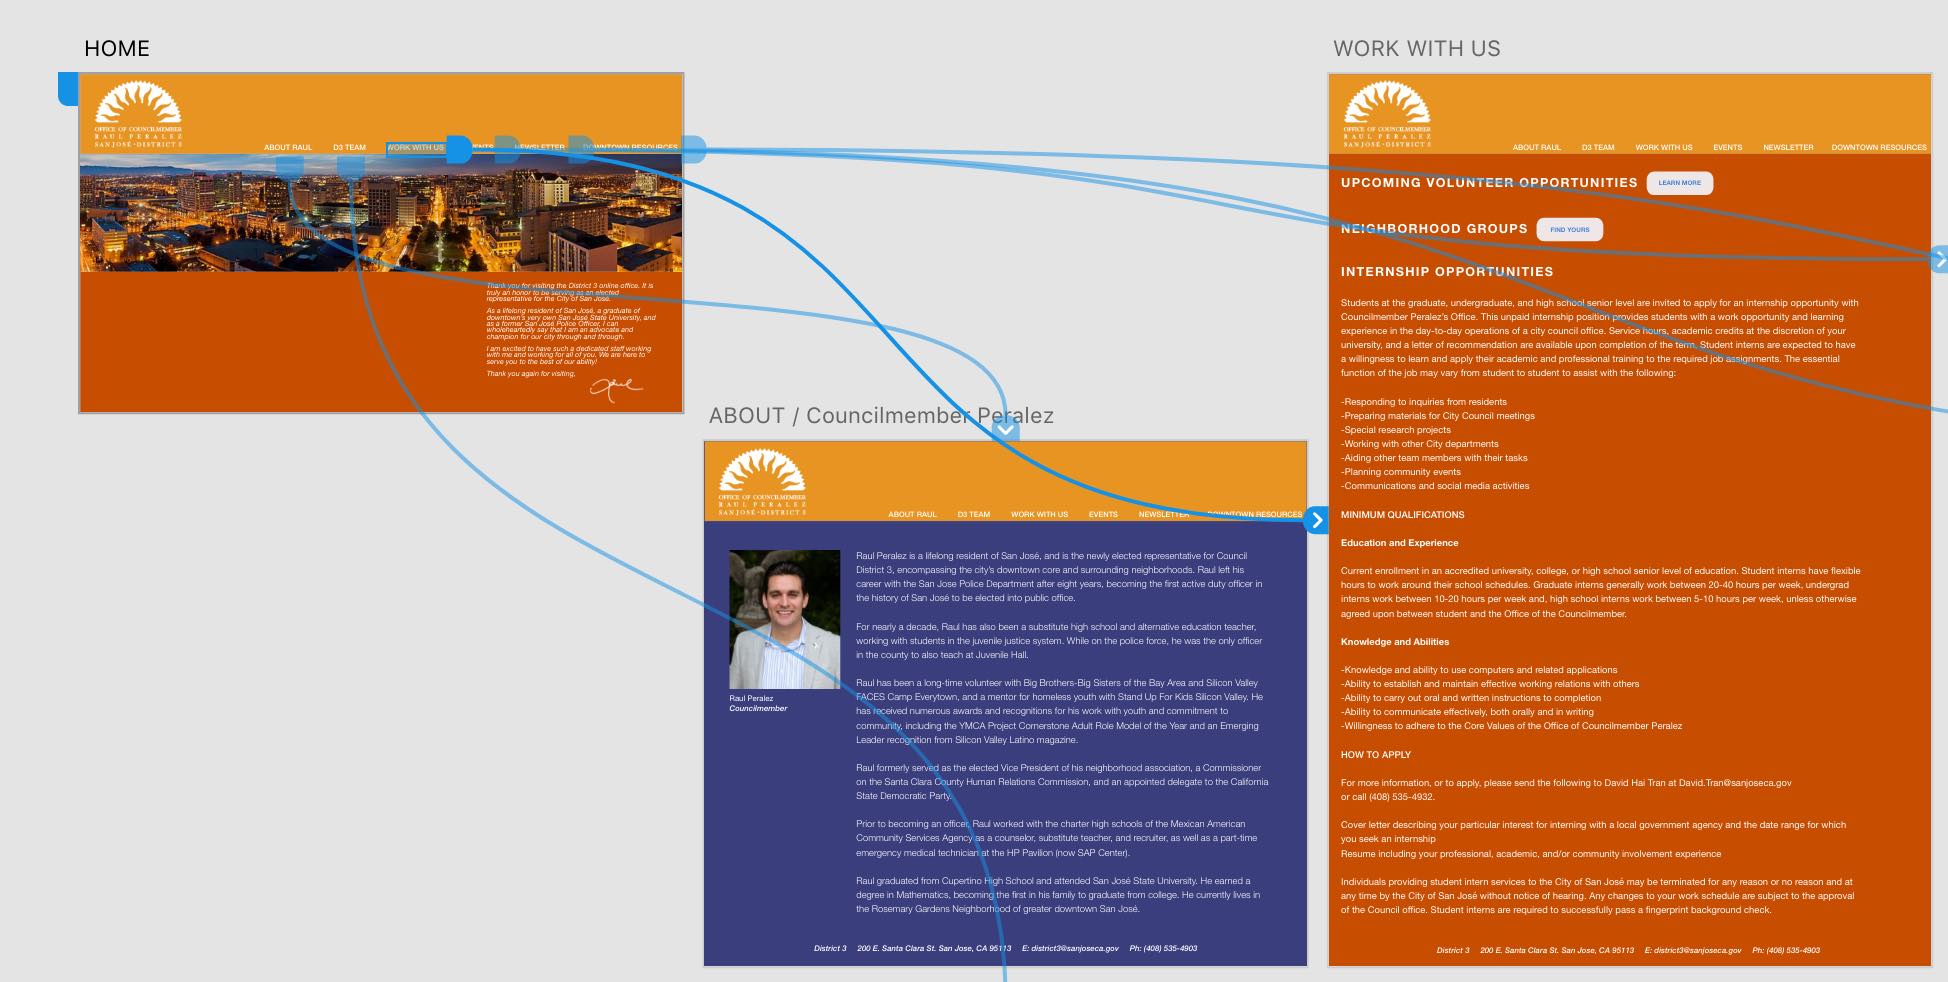 HOME
OFFICE OF COUNCILMEMBER
RAUL PERALEZ
SAN JOSÉ • DISTRICT 3
ABOUT RAUL D3 TEAM WORK WITH US ENTS NEWSLETTER DOWNTOWN RESOURCES
Thank you for visiting the District 3 online office. It is
truly an honor to be serving as an elected
representative for the City of San Jose.
As a lifelong resident of San José, a graduate of
downtown's very own San José State University, and
as a former San José Police Officer, I can
wholeheartedly say that I am an advocate and
champion for our city through and through.
I am excited to have such a dedicated staff working
with me and working for all of you. We are here to
serve you to the best of our ability!
Thank you again for visiting,
ABOUT / Councilmember Peralez
OFFICE OF COUNCILMEMBER
RAUL PERALEZ
SAN JOSÉ • DISTRICT 3
ABOUT RAUL D3 TEAM WORK WITH US EVENTS NEWSLETTER DOWNTOWN RESOURCES
Raul Peralez
Councilmember
Raul Peralez is a lifelong resident of San José, and is the newly elected representative for Council
District 3, encompassing the city's downtown core and surrounding neighborhoods. Raul left his
career with the San Jose Police Department after eight years, becoming the first active duty officer in
the history of San José to be elected into public office.
For nearly a decade, Raul has also been a substitute high school and alternative education teacher,
working with students in the juvenile justice system. While on the police force, he was the only officer
in the county to also teach at Juvenile Hall.
Raul has been a long-time volunteer with Big Brothers-Big Sisters of the Bay Area and Silicon Valley
FACES Camp Everytown, and a mentor for homeless youth with Stand Up For Kids Silicon Valley. He
has received numerous awards and recognitions for his work with youth and commitment to
community, including the YMCA Project Cornerstone Adult Role Model of the Year and an Emerging
Leader recognition from Silicon Valley Latino magazine.
Raul formerly served as the elected Vice President of his neighborhood association, a Commissioner
on the Santa Clara County Human Relations Commission, and an appointed delegate to the California
State Democratic Party.
Prior to becoming an officer, Raul worked with the charter high schools of the Mexican American
Community Services Agency as a counselor, substitute teacher, and recruiter, as well as a part-time
emergency medical technician at the HP Pavilion (now SAP Center).
Raul graduated from Cupertino High School and attended San José State University. He earned a
degree in Mathematics, becoming the first in his family to graduate from college. He currently lives in
the Rosemary Gardens Neighborhood of greater downtown San José.
District 3 200 E. Santa Clara St. San Jose, CA 95113 E: district3@sanjoseca.gov Ph: (408) 535-4903
WORK WITH US
OFFICE OF COUNCILMEMBER
RAUL PERALEZ
SAN JOSÉ • DISTRICT 3
ABOUT RAUL D3 TEAM WORK WITH US EVENTS NEWSLETTER DOWNTOWN RESOURCES
UPCOMING VOLUNTEER OPPORTUNITIES LEARN MORE
NEIGHBORHOOD GROUPS FIND YOURS
INTERNSHIP OPPORTUNITIES
Students at the graduate, undergraduate, and high school senior level are invited to apply for an internship opportunity with
Councilmember Peralez's Office. This unpaid internship position provides students with a work opportunity and learning
experience in the day-to-day operations of a city council office. Service hours, academic credits at the discretion of your
university, and a letter of recommendation are available upon completion of the term. Student interns are expected to have
a willingness to learn and apply their academic and professional training to the required job assignments. The essential
function of the job may vary from student to student to assist with the following:
-Responding to inquiries from residents
-Preparing materials for City Council meetings
-Special research projects
-Working with other City departments
-Aiding other team members with their tasks
-Planning community events
-Communications and social media activities
MINIMUM QUALIFICATIONS
Education and Experience
Current enrollment in an accredited university, college, or high school senior level of education. Student interns have flexible
hours to work around their school schedules. Graduate interns generally work between 20-40 hours per week, undergrad
interns work between 10-20 hours per week and, high school interns work between 5-10 hours per week, unless otherwise
agreed upon between student and the Office of the Councilmember.
Knowledge and Abilities
-Knowledge and ability to use computers and related applications
-Ability to establish and maintain effective working relations with others
-Ability to carry out oral and written instructions to completion
-Ability to communicate effectively, both orally and in writing
-Willingness to adhere to the Core Values of the Office of Councilmember Peralez
HOW TO APPLY
For more information, or to apply, please send the following to David Hai Tran at David.Tran@sanjoseca.gov
or call (408) 535-4932.
Cover letter describing your particular interest for interning with a local government agency and the date range for which
you seek an internship
Resume including your professional, academic, and/or community involvement experience
Individuals providing student intern services to the City of San José may be terminated for any reason or no reason and at
any time by the City of San José without notice of hearing. Any changes to your work schedule are subject to the approval
of the Council office. Student interns are required to successfully pass a fingerprint background check.
District 3 200 E. Santa Clara St. San Jose, CA 95113 E: district3@sanjoseca.gov Ph: (408) 535-4903